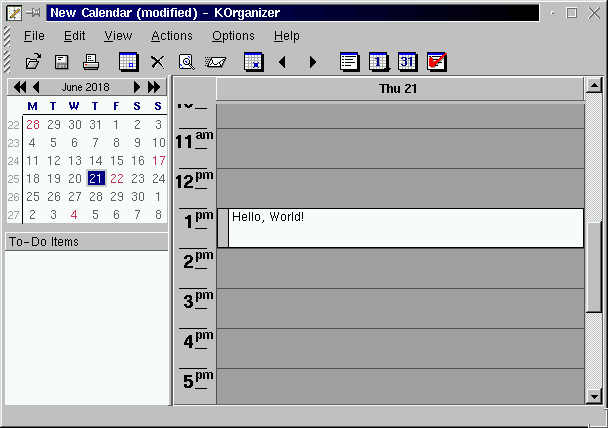 New Calendar (modified) - KOrganizer
File Edit View Actions Options Help
1 31
June 2018
M T W T F S S
22 28 29 30 31 1 2 3
23 4 5 6 7 8 9 10
24 11 12 13 14 15 16 17
25 18 19 20 21 22 23 24
26 25 26 27 28 29 30 1
27 2 3 4 5 6 7 8
To-Do Items
Thu 21
11 am
12 pm
1 pm Hello, World!
2 pm
3 pm
4 pm
5 pm